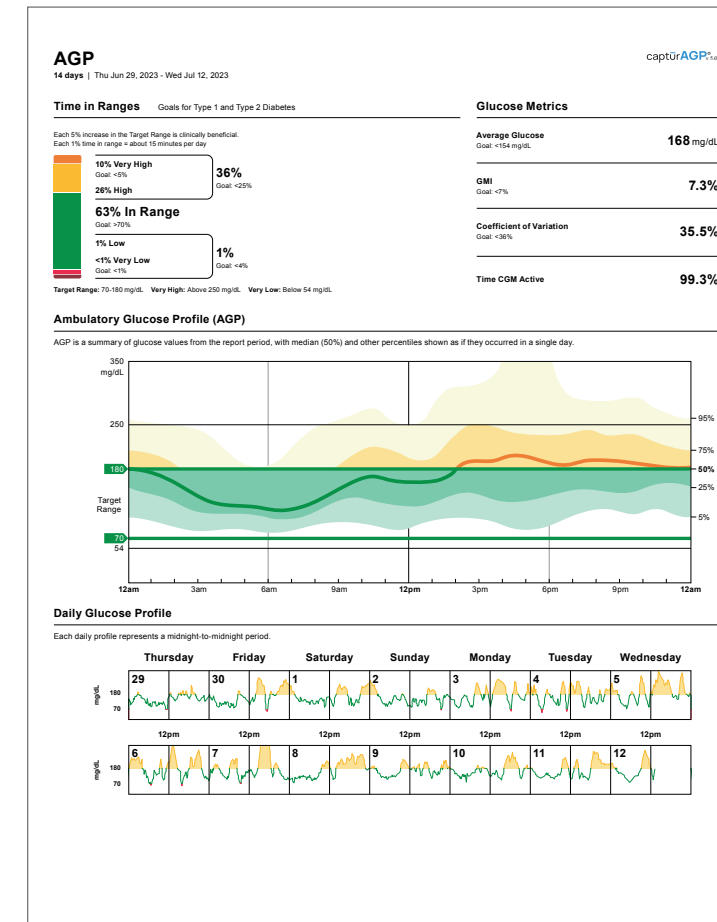 AGP
14 days | Thu Jun 29, 2023 - Wed Jul 12, 2023
captūrAGP®
Time in Ranges Goals for Type 1 and Type 2 Diabetes
Each 5% increase in the Target Range is clinically beneficial.
Each 1% time in range = about 15 minutes per day
10% Very High
Goal: <5%
26% High
36%
Goal: <25%
63% In Range
Goal: >70%
1% Low
<1% Very Low
Goal: <1%
1%
Goal: <4%
Target Range: 70-180 mg/dL Very High: Above 250 mg/dL Very Low: Below 54 mg/dL
Glucose Metrics
Average Glucose
Goal: <154 mg/dL
168 mg/dL
GMI
Goal: <7%
7.3%
Coefficient of Variation
Goal: <36%
35.5%
Time CGM Active
99.3%
Ambulatory Glucose Profile (AGP)
AGP is a summary of glucose values from the report period, with median (50%) and other percentiles shown as if they occurred in a single day.
350
mg/dL
250
180
Target
Range
70
54
95%
75%
50%
25%
5%
12am 3am 6am 9am 12pm 3pm 6pm 9pm 12am
Daily Glucose Profile
Each daily profile represents a midnight-to-midnight period.
Thursday Friday Saturday Sunday Monday Tuesday Wednesday
mg/dL
180
70
29 30 1 2 3 4 5
12pm 12pm 12pm 12pm 12pm 12pm 12pm
mg/dL
180
70
6 7 8 9 10 11 12